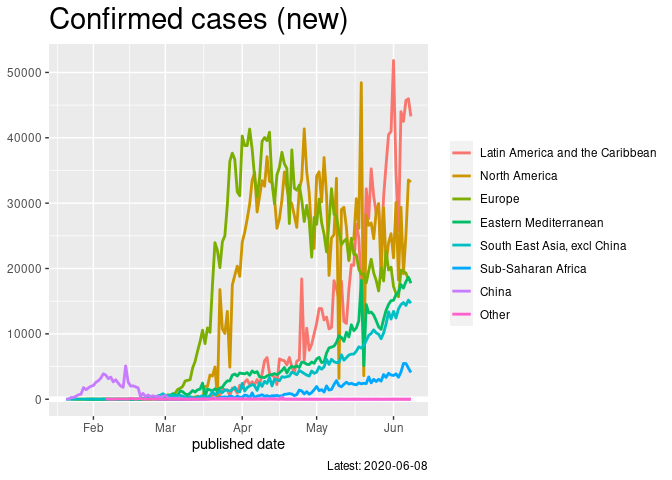 Confirmed cases (new)
50000
40000
30000
20000
10000
0
Feb
Mar
Apr
May
Jun
published date
Latin America and the Caribbean
North America
Europe
Eastern Mediterranean
South East Asia, excl China
Sub-Saharan Africa
China
Other
Latest: 2020-06-08